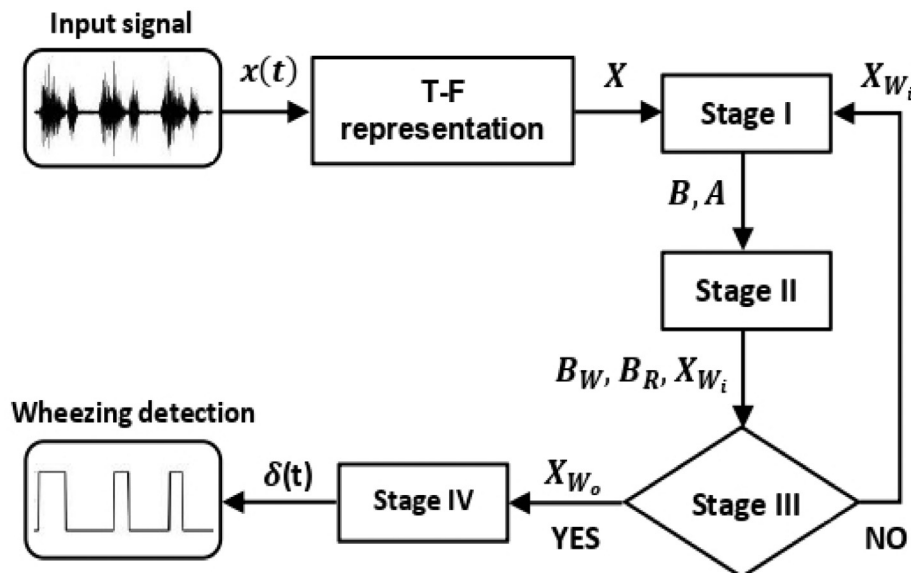 Input signal
x(t)
T-F
representation
X
Stage I
X_{W_i}
B, A
Stage II
B_W, B_R, X_{W_i}
Wheezing detection
δ(t)
Stage IV
X_{W_o}
YES
Stage III
NO